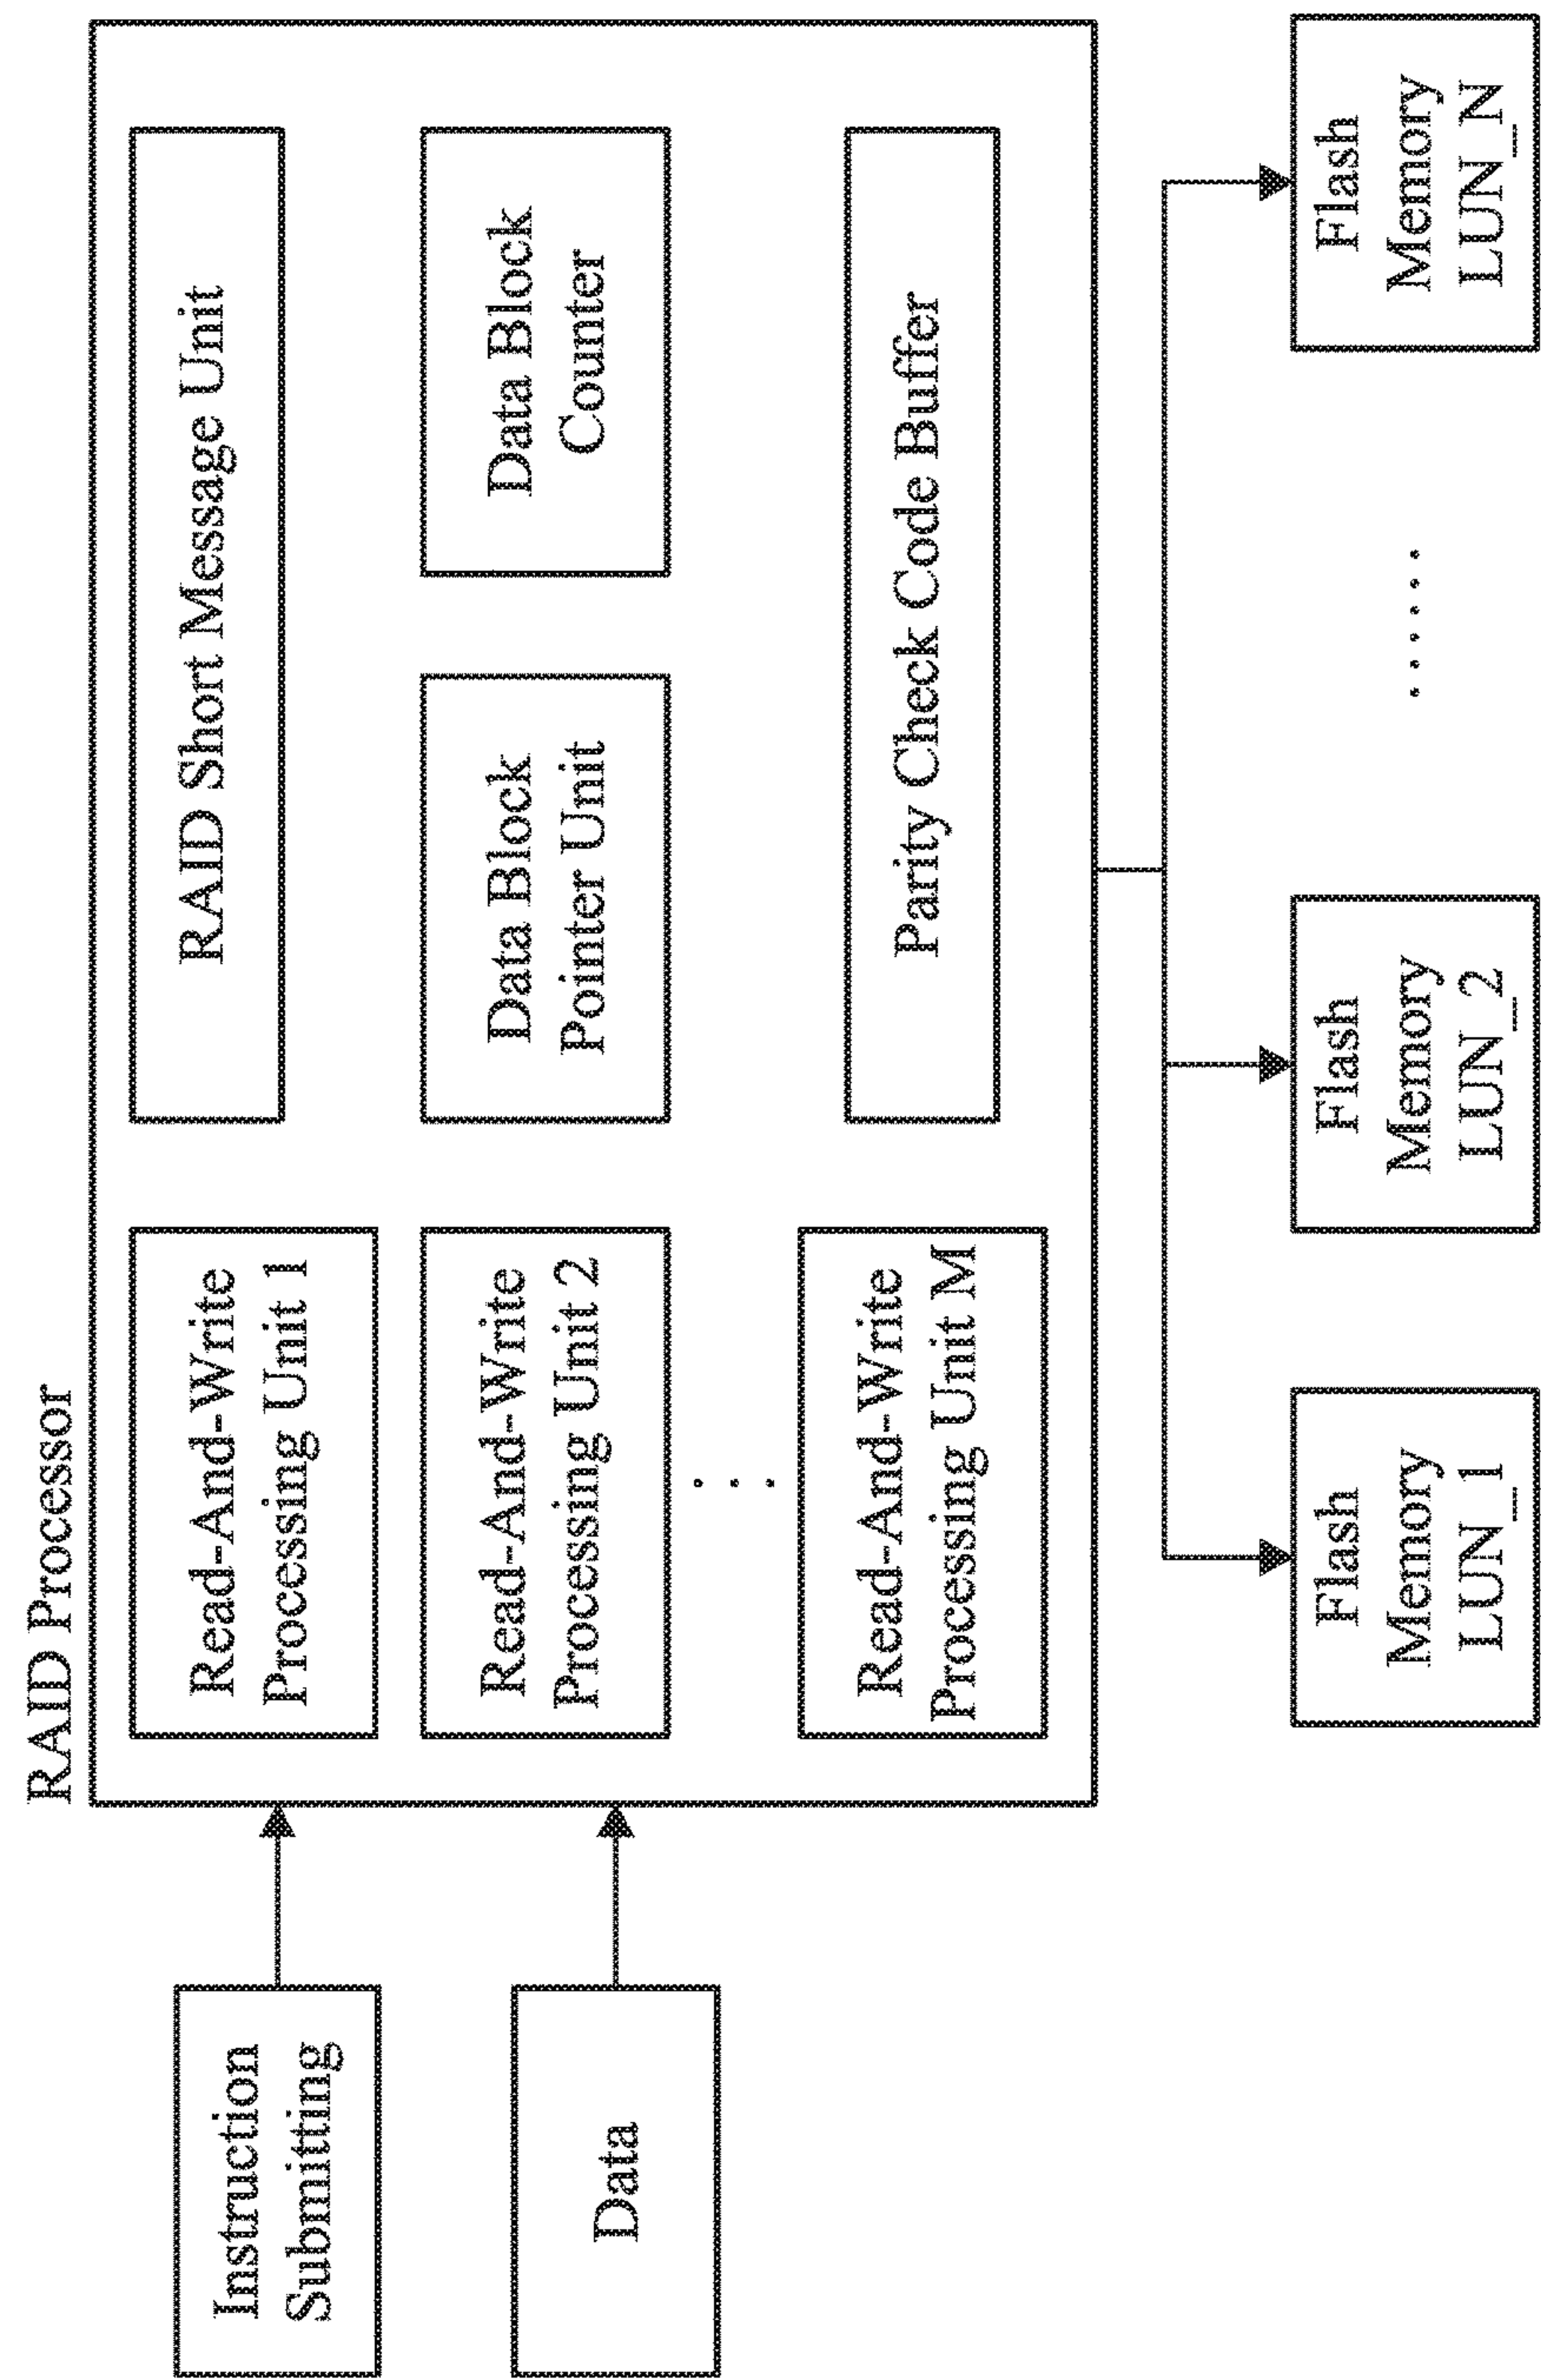 RAID Processor
Instruction
Submitting
Data
Read-And-Write
Processing Unit 1
Read-And-Write
Processing Unit 2
. . .
Read-And-Write
Processing Unit M
RAID Short Message Unit
Data Block
Pointer Unit
Data Block
Counter
Parity Check Code Buffer
Flash
Memory
LUN_1
Flash
Memory
LUN_2
. . . . . .
Flash
Memory
LUN_N